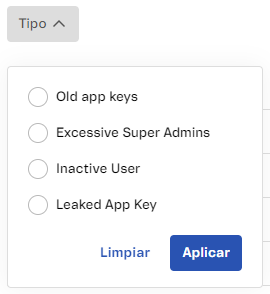 Tipo
Old app keys
Excessive Super Admins
Inactive User
Leaked App Key
Limpiar Aplicar